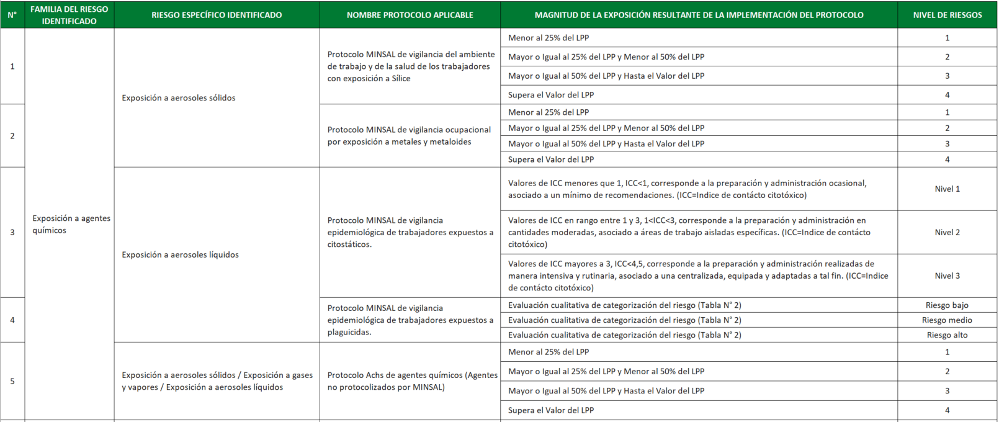 N°
FAMILIA DEL RIESGO
IDENTIFICADO
RIESGO ESPECÍFICO IDENTIFICADO
NOMBRE PROTOCOLO APLICABLE
MAGNITUD DE LA EXPOSICIÓN RESULTANTE DE LA IMPLEMENTACIÓN DEL PROTOCOLO
NIVEL DE RIESGOS
1
Exposición a agentes
químicos
Exposición a aerosoles sólidos
Protocolo MINSAL de vigilancia del ambiente
de trabajo y de la salud de los trabajadores
con exposición a Sílice
Menor al 25% del LPP
1
Mayor o Igual al 25% del LPP y Menor al 50% del LPP
2
Mayor o Igual al 50% del LPP y Hasta el Valor del LPP
3
Supera el Valor del LPP
4
2
Protocolo MINSAL de vigilancia ocupacional
por exposición a metales y metaloides
Menor al 25% del LPP
1
Mayor o Igual al 25% del LPP y Menor al 50% del LPP
2
Mayor o Igual al 50% del LPP y Hasta el Valor del LPP
3
Supera el Valor del LPP
4
3
Exposición a aerosoles líquidos
Protocolo MINSAL de vigilancia
epidemiológica de trabajadores expuestos a
citostáticos.
Valores de ICC menores que 1, ICC<1, corresponde a la preparación y administración ocasional,
asociado a un mínimo de recomendaciones. (ICC=Indice de contácto citotóxico)
Nivel 1
Valores de ICC en rango entre 1 y 3, 1<ICC<3, corresponde a la preparación y administración en
cantidades moderadas, asociado a áreas de trabajo aisladas específicas. (ICC=Indice de contácto
citotóxico)
Nivel 2
Valores de ICC mayores a 3, ICC<4,5, corresponde a la preparación y administración realizadas de
manera intensiva y rutinaria, asociado a una centralizada, equipada y adaptadas a tal fin. (ICC=Indice
de contácto citotóxico)
Nivel 3
4
Protocolo MINSAL de vigilancia
epidemiológica de trabajadores expuestos a
plaguicidas.
Evaluación cualitativa de categorización del riesgo (Tabla N° 2)
Riesgo bajo
Evaluación cualitativa de categorización del riesgo (Tabla N° 2)
Riesgo medio
Evaluación cualitativa de categorización del riesgo (Tabla N° 2)
Riesgo alto
5
Exposición a aerosoles sólidos / Exposición a gases
y vapores / Exposición a aerosoles líquidos
Protocolo Achs de agentes químicos (Agentes
no protocolizados por MINSAL)
Menor al 25% del LPP
1
Mayor o Igual al 25% del LPP y Menor al 50% del LPP
2
Mayor o Igual al 50% del LPP y Hasta el Valor del LPP
3
Supera el Valor del LPP
4